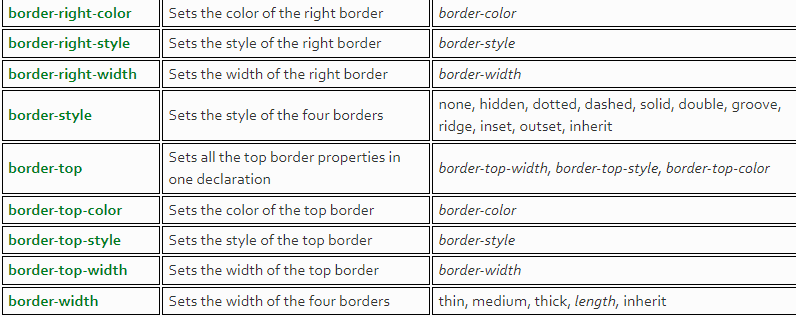 border-right-color Sets the color of the right border border-color
border-right-style Sets the style of the right border border-style
border-right-width Sets the width of the right border border-width
border-style Sets the style of the four borders none, hidden, dotted, dashed, solid, double, groove,
ridge, inset, outset, inherit
border-top Sets all the top border properties in
one declaration border-top-width, border-top-style, border-top-color
border-top-color Sets the color of the top border border-color
border-top-style Sets the style of the top border border-style
border-top-width Sets the width of the top border border-width
border-width Sets the width of the four borders thin, medium, thick, length, inherit